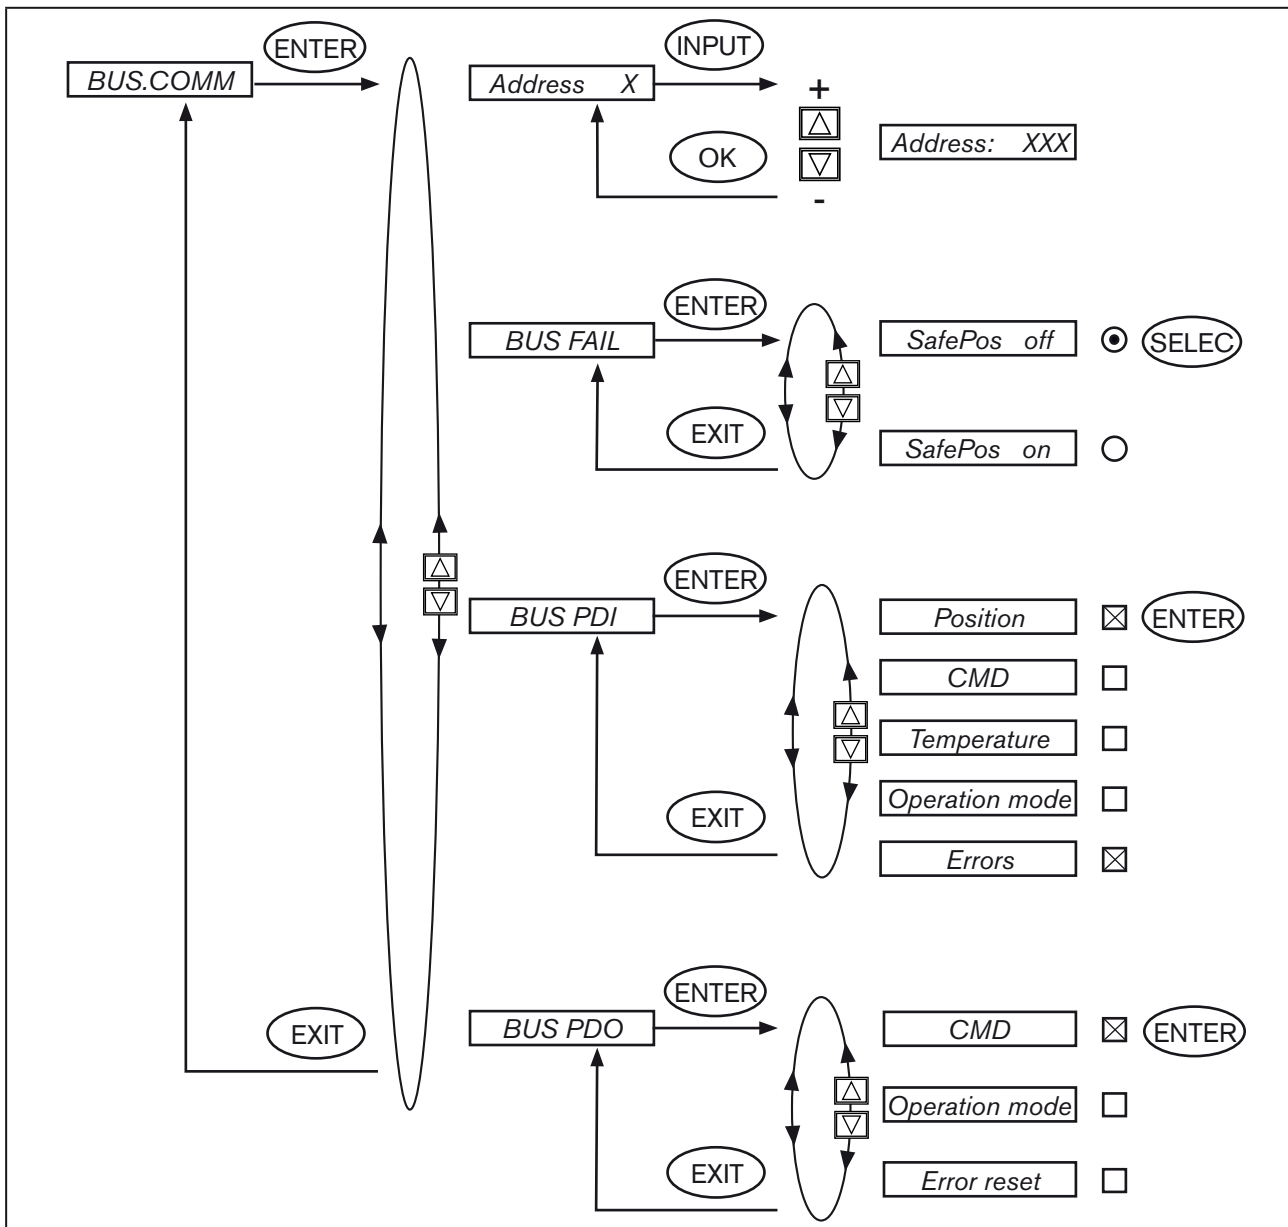 ENTER
BUS.COMM
INPUT
Address X
+
Address: XXX
OK
-
ENTER
BUS FAIL
SafePos off
SELEC
EXIT
SafePos on
ENTER
BUS PDI
Position
ENTER
CMD
Temperature
Operation mode
EXIT
Errors
ENTER
BUS PDO
CMD
ENTER
EXIT
Operation mode
EXIT
Error reset